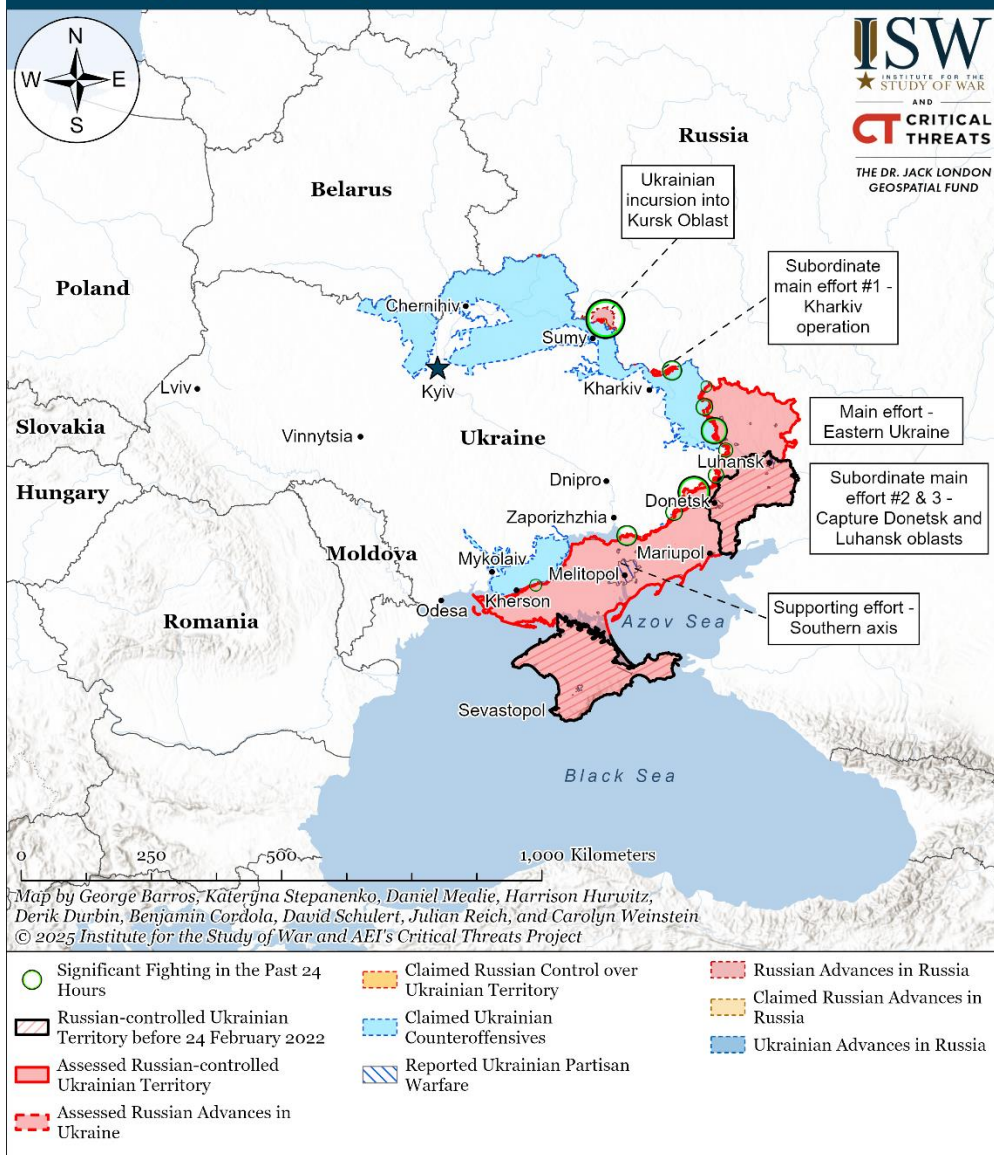 N
W
E
S
ISW
INSTITUTE FOR THE
STUDY OF WAR
AND
CT CRITICAL
THREATS
THE DR. JACK LONDON
GEOSPATIAL FUND
Russia
Belarus
Ukrainian
incursion into
Kursk Oblast
Subordinate
main effort #1 -
Kharkiv
operation
Poland
Chernihiv
Sumy
Kyiv
Kharkiv
Lviv
Main effort -
Eastern Ukraine
Slovakia
Vinnytsia
Ukraine
Luhansk
Hungary
Dnipro
Donetsk
Subordinate main
effort #2 & 3 -
Capture Donetsk and
Luhansk oblasts
Zaporizhzhia
Moldova
Mykolaiv
Mariupol
Melitopol
Odesa
Kherson
Romania
Azov Sea
Supporting effort -
Southern axis
Sevastopol
Black Sea
0 250 500 1,000 Kilometers
Map by George Barros, Kateryna Stepanenko, Daniel Mealie, Harrison Hurwitz,
Derik Durbin, Benjamin Cordola, David Schulert, Julian Reich, and Carolyn Weinstein
© 2025 Institute for the Study of War and AEI's Critical Threats Project
Significant Fighting in the Past 24
Hours
Russian-controlled Ukrainian
Territory before 24 February 2022
Assessed Russian-controlled
Ukrainian Territory
Assessed Russian Advances in
Ukraine
Claimed Russian Control over
Ukrainian Territory
Claimed Ukrainian
Counteroffensives
Reported Ukrainian Partisan
Warfare
Russian Advances in Russia
Claimed Russian Advances in
Russia
Ukrainian Advances in Russia